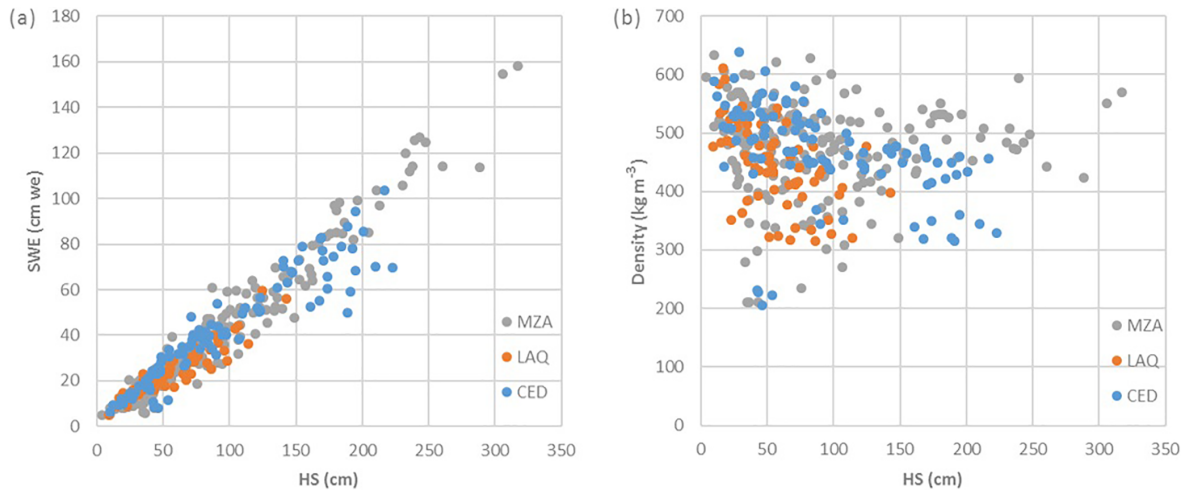 (a)
180
160
140
120
100
80
60
40
20
0
SWE (cm we)
0 50 100 150 200 250 300 350
HS (cm)
MZA
LAQ
CED
(b)
700
600
500
400
300
200
100
0
Density (kg m-3)
0 50 100 150 200 250 300 350
HS (cm)
MZA
LAQ
CED